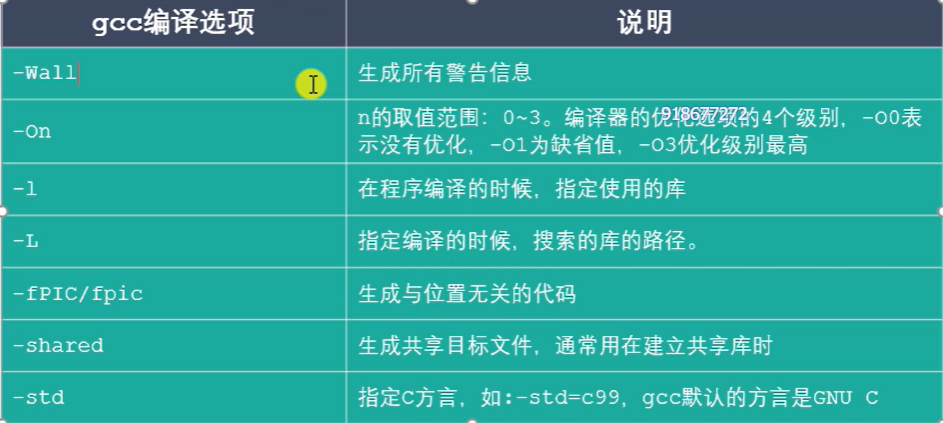 gcc编译选项 说明
-Wall 生成所有警告信息
-On n的取值范围：0~3。编译器的优化选项的4个级别，-O0表
示没有优化，-O1为缺省值，-O3优化级别最高
918677272
-l 在程序编译的时候，指定使用的库
-L 指定编译的时候，搜索的库的路径。
-fPIC/fpic 生成与位置无关的代码
-shared 生成共享目标文件，通常用在建立共享库时
-std 指定C方言，如:-std=c99，gcc默认的方言是GNU C